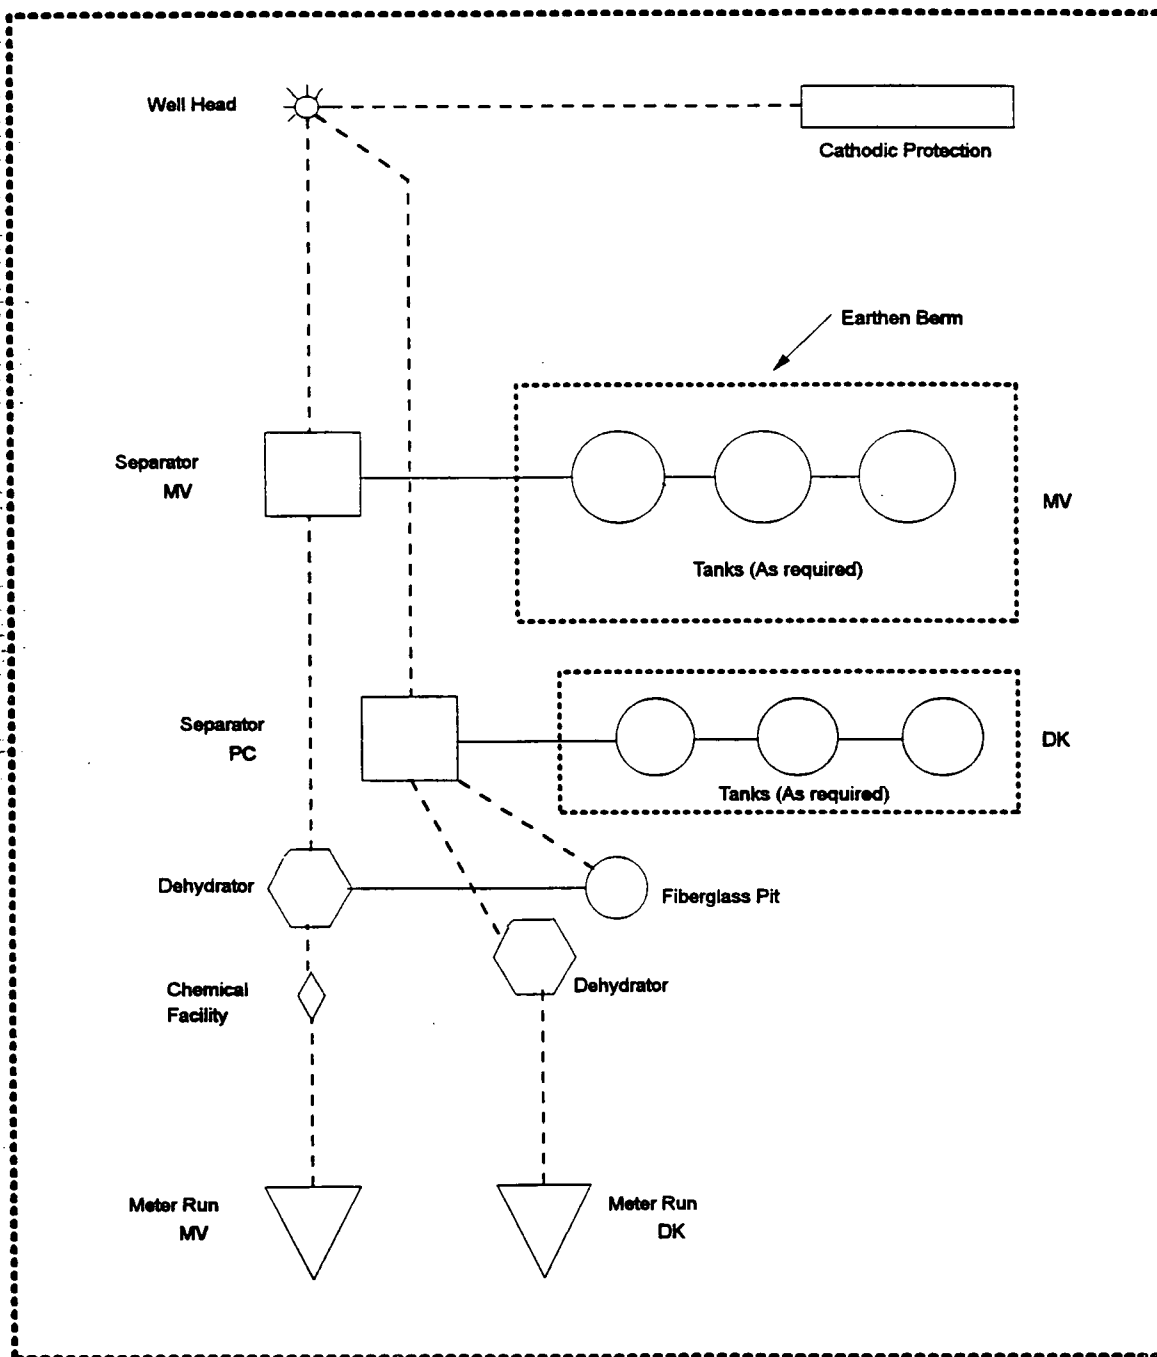 Well Head
Cathodic Protection
Earthen Berm
Separator
MV
MV
Tanks (As required)
Separator
PC
DK
Tanks (As required)
Dehydrator
Fiberglass Pit
Dehydrator
Chemical
Facility
Meter Run
MV
Meter Run
DK